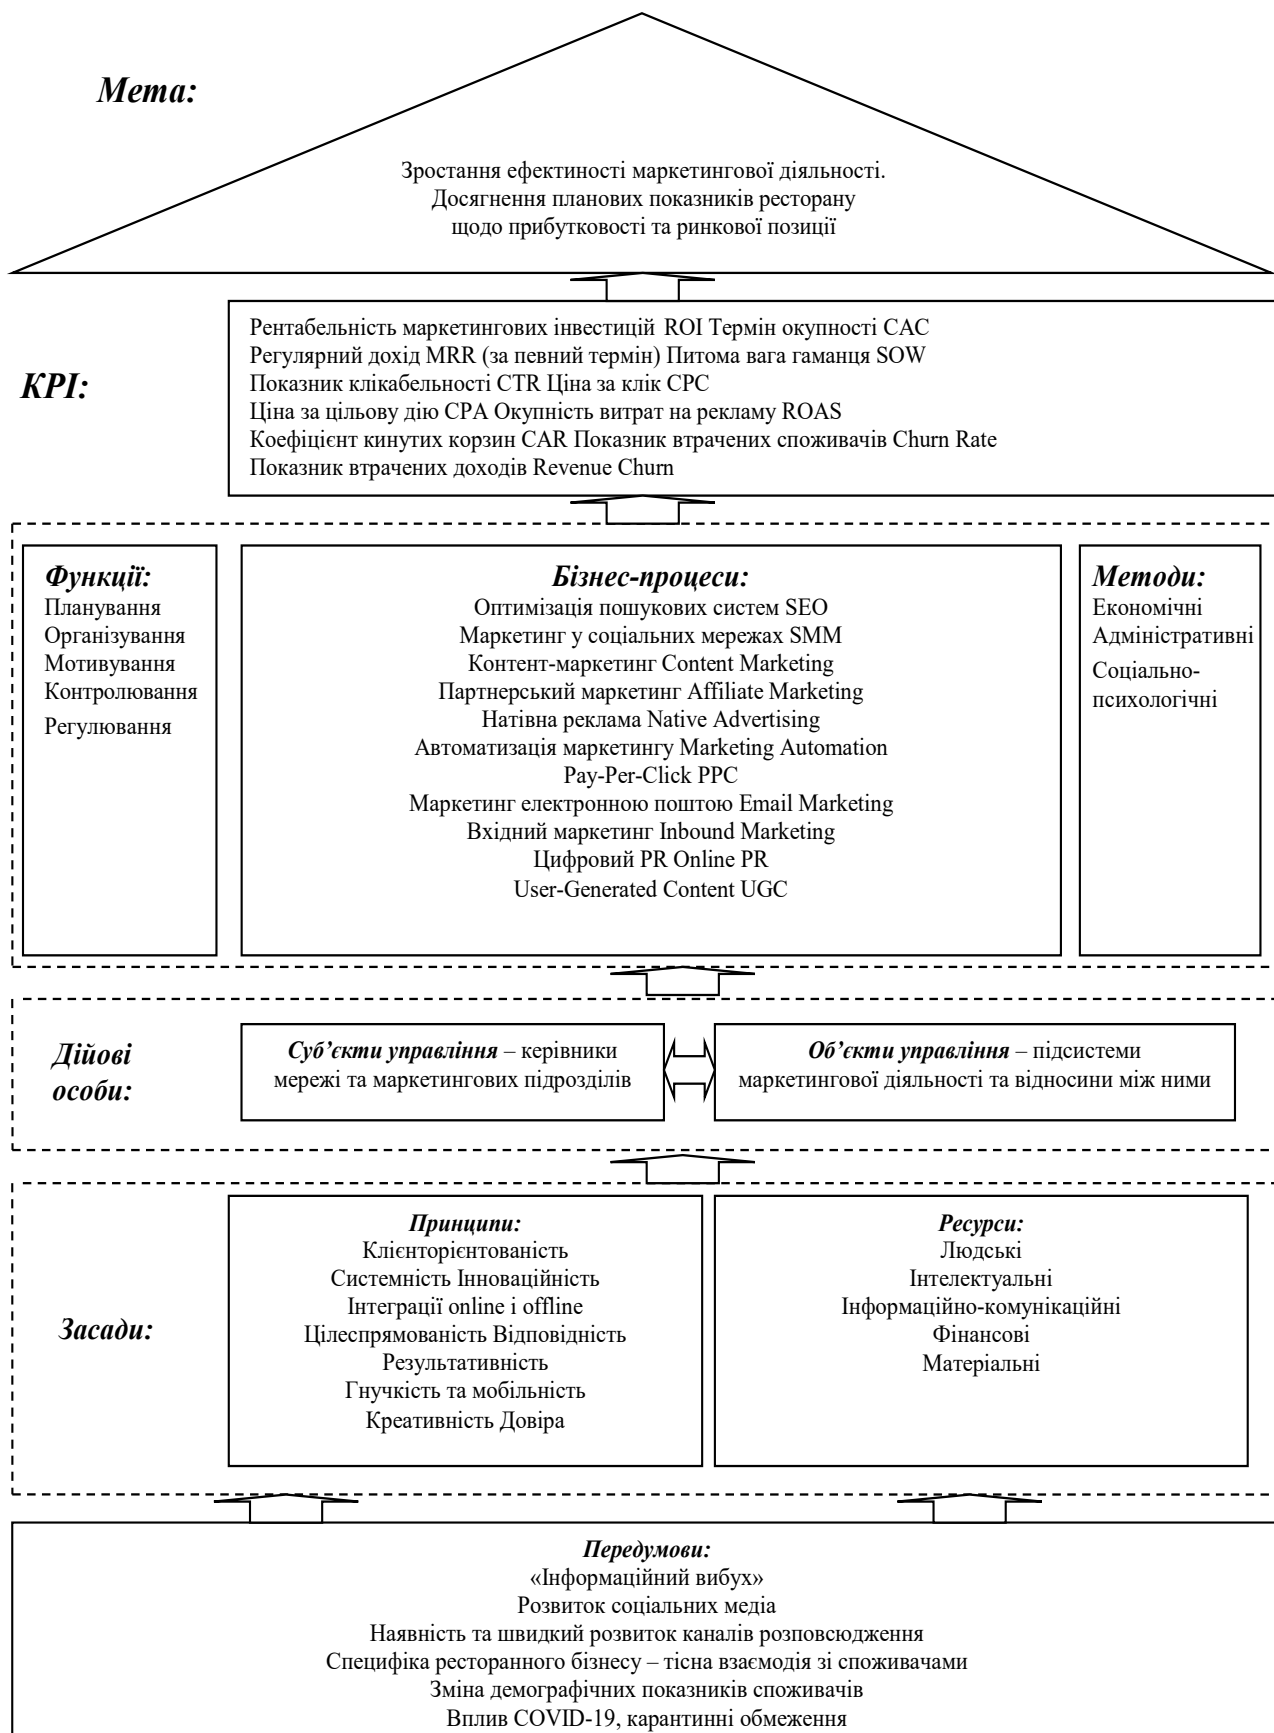 Мета:
Зростання ефектиності маркетингової діяльності.
Досягнення планових показників ресторану
щодо прибутковості та ринкової позиції
KPI:
Рентабельність маркетингових інвестицій ROI Термін окупності CAC
Регулярний дохід MRR (за певний термін) Питома вага гаманця SOW
Показник клікабельності CTR Ціна за клік CPC
Ціна за цільову дію CPA Окупність витрат на рекламу ROAS
Коефіцієнт кинутих корзин CAR Показник втрачених споживачів Churn Rate
Показник втрачених доходів Revenue Churn
Функції:
Планування
Організування
Мотивування
Контролювання
Регулювання
Бізнес-процеси:
Оптимізація пошукових систем SEO
Маркетинг у соціальних мережах SMM
Контент-маркетинг Content Marketing
Партнерський маркетинг Affiliate Marketing
Натівна реклама Native Advertising
Автоматизація маркетингу Marketing Automation
Pay-Per-Click PPC
Маркетинг електронною поштою Email Marketing
Вхідний маркетинг Inbound Marketing
Цифровий PR Online PR
User-Generated Content UGC
Методи:
Економічні
Адміністративні
Соціально-
психологічні
Дійові
особи:
Суб’єкти управління – керівники
мережі та маркетингових підрозділів
Об’єкти управління – підсистеми
маркетингової діяльності та відносини між ними
Засади:
Принципи:
Клієнторієнтованість
Системність Інноваційність
Інтеграції online і offline
Цілеспрямованість Відповідність
Результативність
Гнучкість та мобільність
Креативність Довіра
Ресурси:
Людські
Інтелектуальні
Інформаційно-комунікаційні
Фінансові
Матеріальні
Передумови:
«Інформаційний вибух»
Розвиток соціальних медіа
Наявність та швидкий розвиток каналів розповсюдження
Специфіка ресторанного бізнесу – тісна взаємодія зі споживачами
Зміна демографічних показників споживачів
Вплив COVID-19, карантинні обмеження